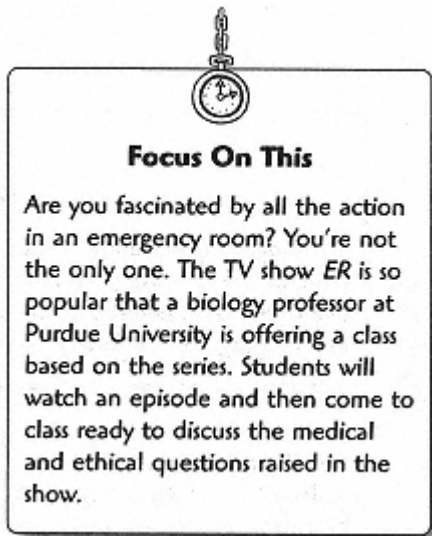 Focus On This
Are you fascinated by all the action
in an emergency room? You're not
the only one. The TV show ER is so
popular that a biology professor at
Purdue University is offering a class
based on the series. Students will
watch an episode and then come to
class ready to discuss the medical
and ethical questions raised in the
show.